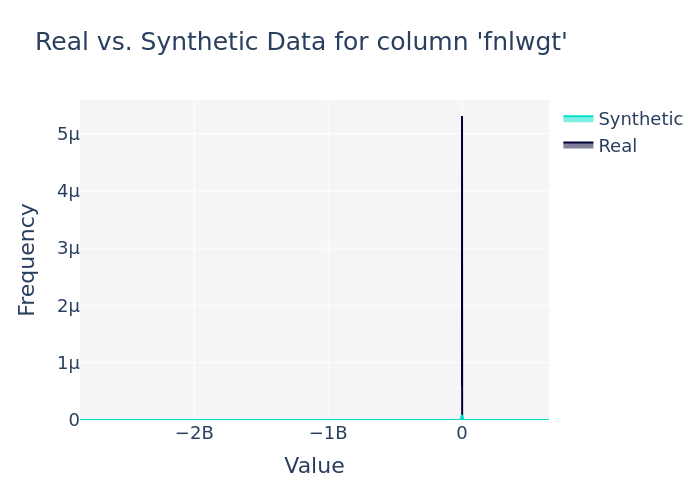 Real vs. Synthetic Data for column 'fnlwgt'
Synthetic
Real
5μ
4μ
3μ
2μ
1μ
0
Frequency
−2B
−1B
0
Value